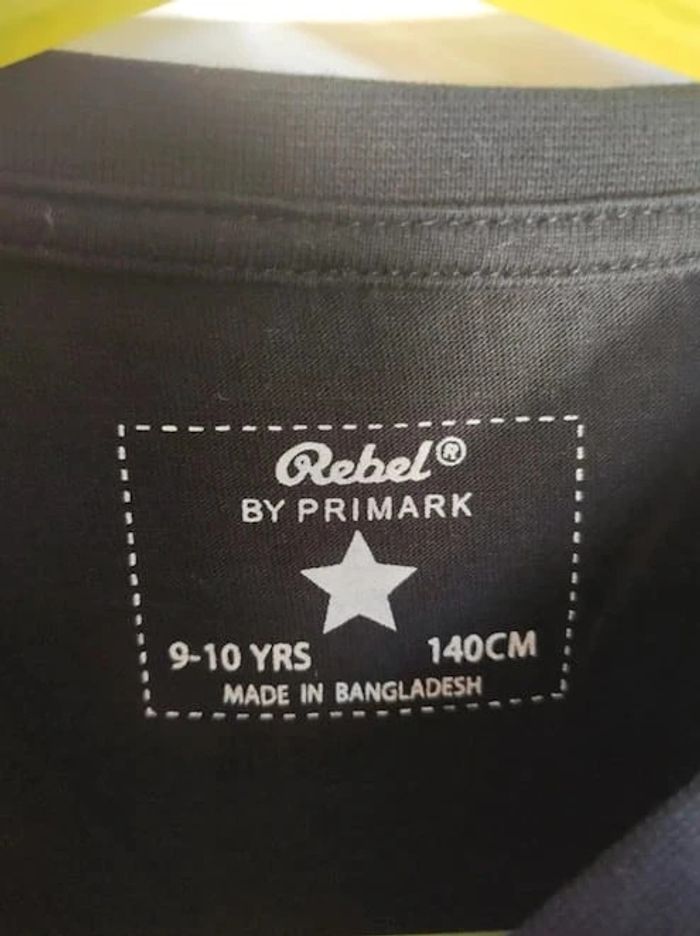 Rebel®
BY PRIMARK
9-10 YRS 140CM
MADE IN BANGLADESH